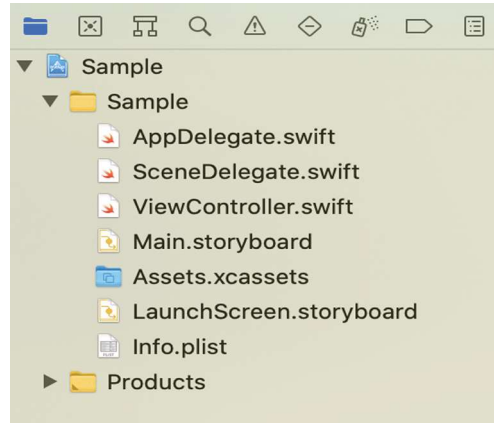 Sample
Sample
AppDelegate.swift
SceneDelegate.swift
ViewController.swift
Main.storyboard
Assets.xcassets
LaunchScreen.storyboard
Info.plist
Products